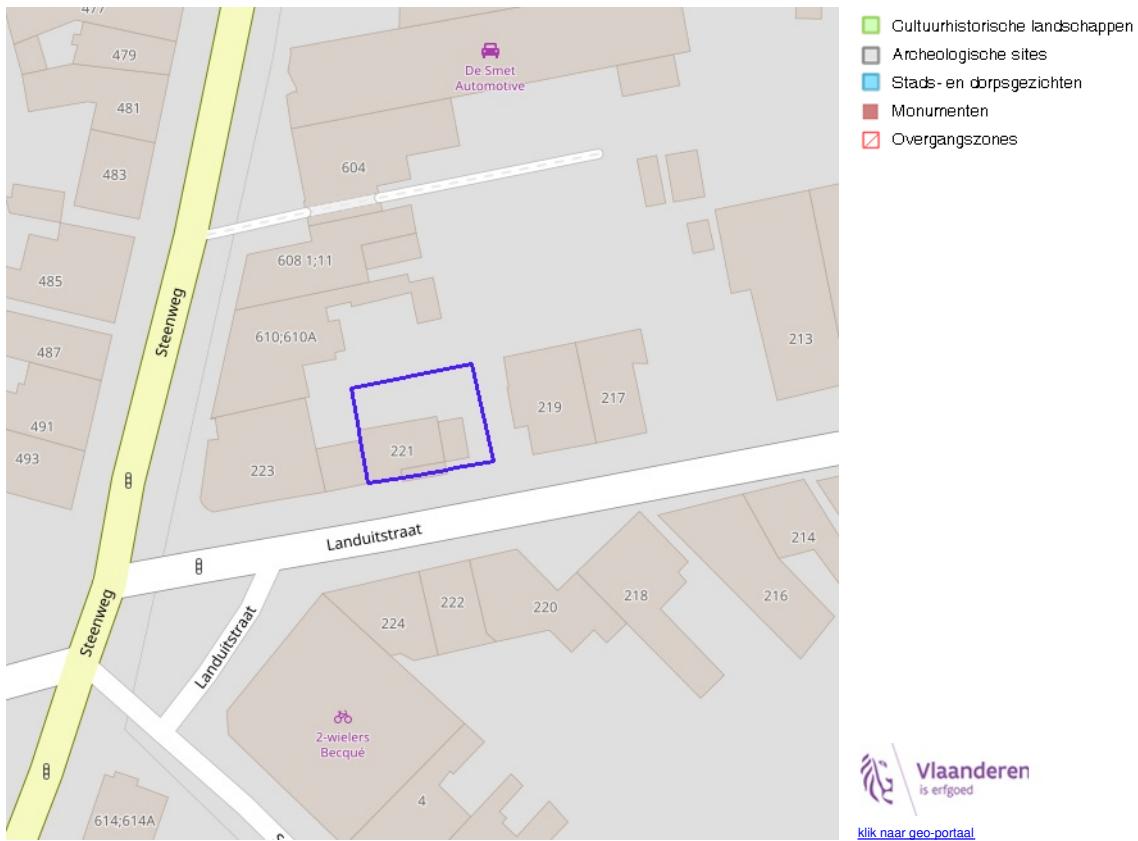 477
479
481
483
485
487
491
493
De Smet
Automotive
604
608 1;11
610;610A
Steenweg
213
219
217
221
223
Landuitstraat
214
216
218
220
222
224
Landuitstraat
Steenweg
2-wielers
Becqué
4
614;614A
S
Cultuurhistorische landschappen
Archeologische sites
Stads- en dorpsgezichten
Monumenten
Overgangszones
Vlaanderen
is erfgoed
klik naar geo-portaal